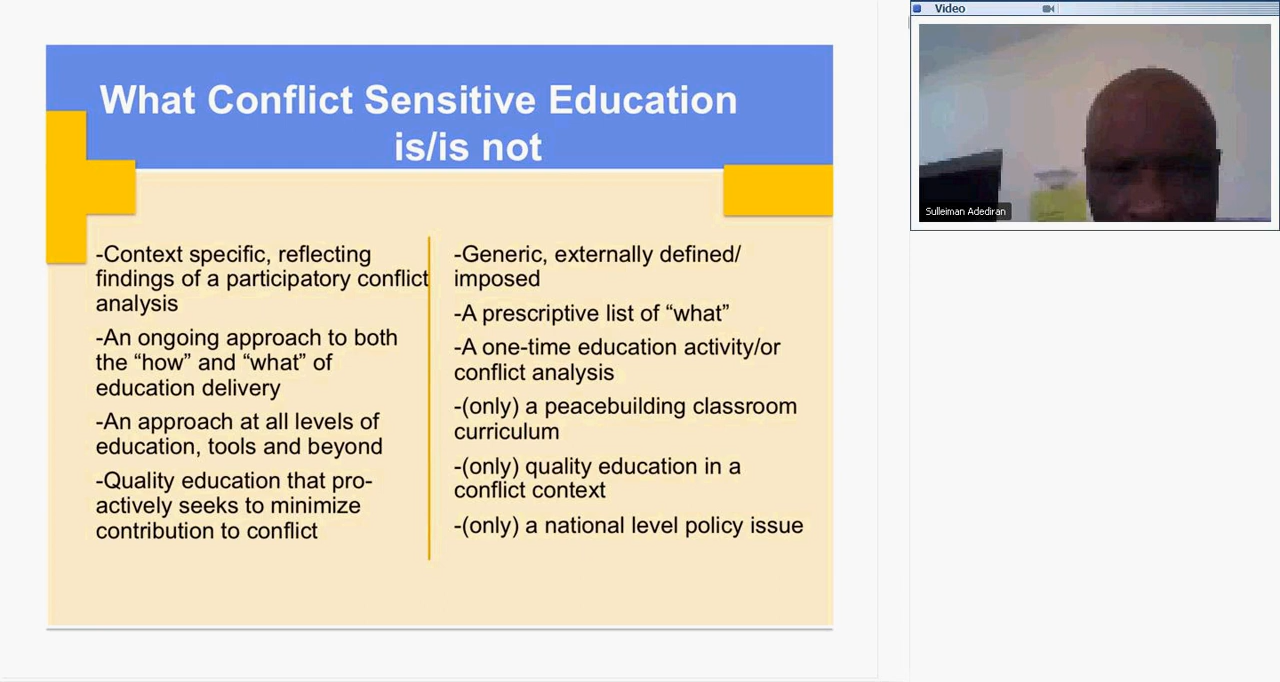 What Conflict Sensitive Education
is/is not
-Context specific, reflecting
findings of a participatory conflict
analysis
-An ongoing approach to both
the “how” and “what” of
education delivery
-An approach at all levels of
education, tools and beyond
-Quality education that pro-
actively seeks to minimize
contribution to conflict
-Generic, externally defined/
imposed
-A prescriptive list of “what”
-A one-time education activity/or
conflict analysis
-(only) a peacebuilding classroom
curriculum
-(only) quality education in a
conflict context
-(only) a national level policy issue
Video
Sulleiman Adediran